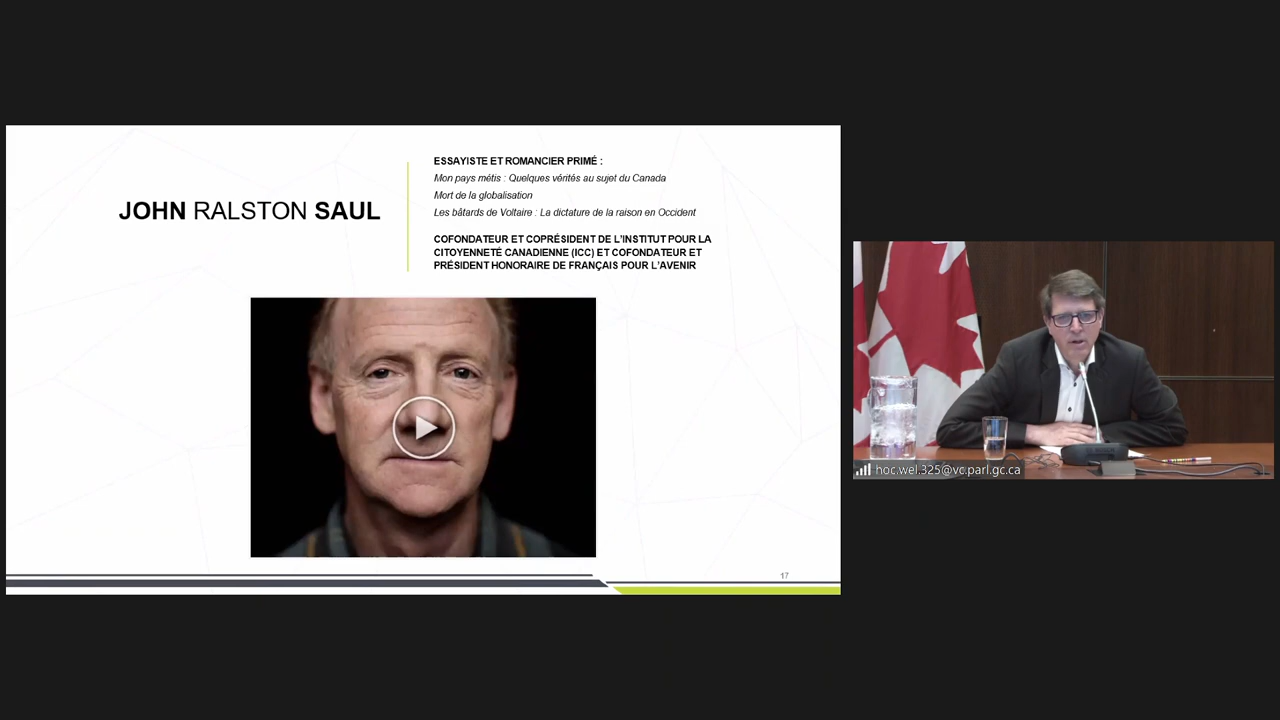 JOHN RALSTON SAUL
ESSAYISTE ET ROMANCIER PRIMÉ :
Mon pays métis : Quelques vérités au sujet du Canada
Mort de la globalisation
Les bâtards de Voltaire : La dictature de la raison en Occident
COFONDATEUR ET COPRÉSIDENT DE L'INSTITUT POUR LA
CITOYENNETÉ CANADIENNE (ICC) ET COFONDATEUR ET
PRÉSIDENT HONORAIRE DE FRANÇAIS POUR L'AVENIR
17
hoc.wel.325@vc.parl.gc.ca